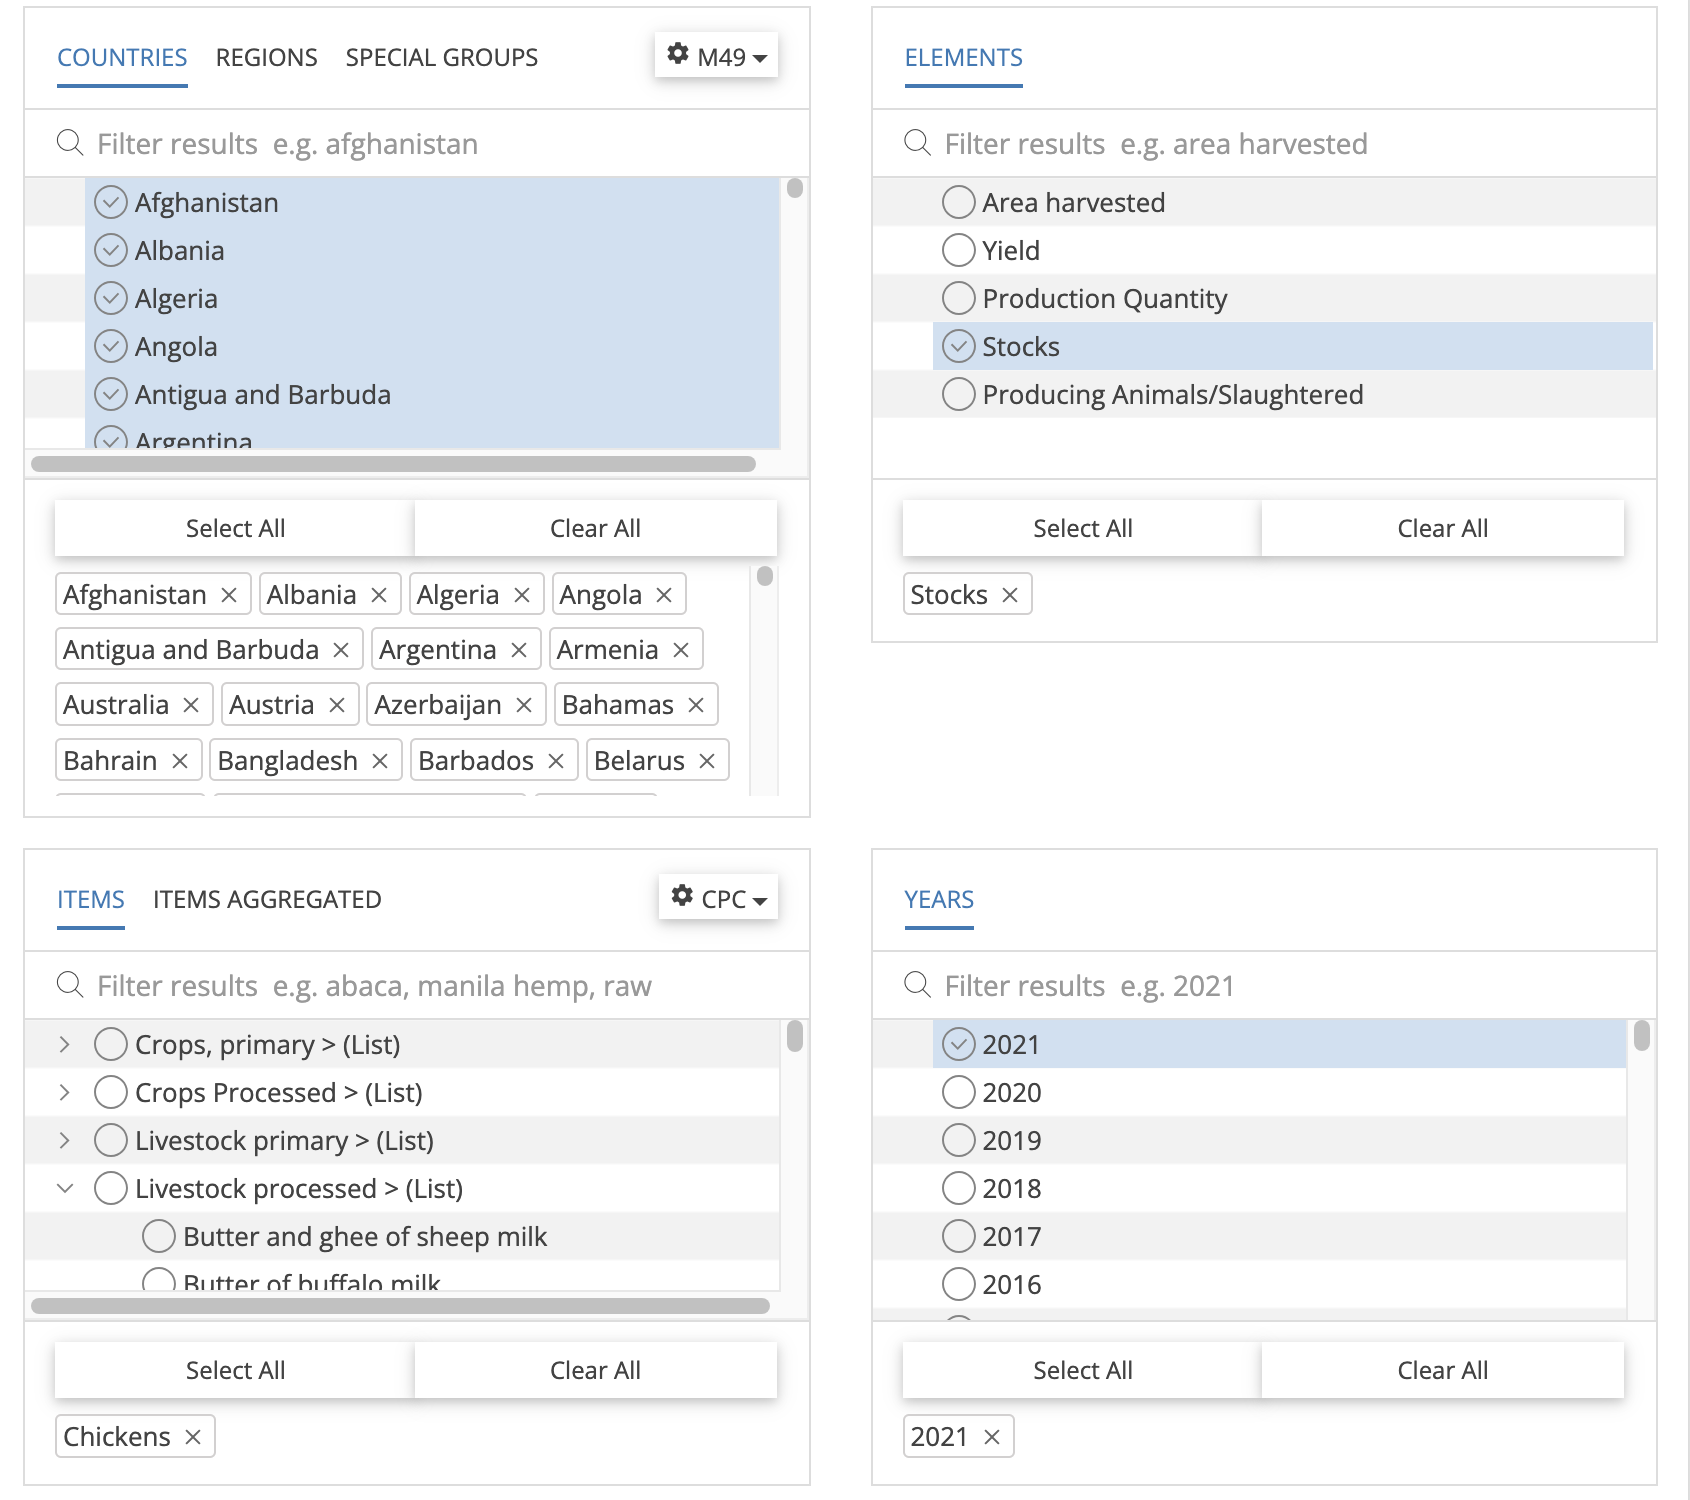 COUNTRIES REGIONS SPECIAL GROUPS M49
Filter results e.g. afghanistan
Afghanistan
Albania
Algeria
Angola
Antigua and Barbuda
Argentina
Select All Clear All
Afghanistan × Albania × Algeria × Angola ×
Antigua and Barbuda × Argentina × Armenia ×
Australia × Austria × Azerbaijan × Bahamas ×
Bahrain × Bangladesh × Barbados × Belarus ×
ELEMENTS
Filter results e.g. area harvested
Area harvested
Yield
Production Quantity
Stocks
Producing Animals/Slaughtered
Select All Clear All
Stocks ×
ITEMS ITEMS AGGREGATED CPC
Filter results e.g. abaca, manila hemp, raw
Crops, primary > (List)
Crops Processed > (List)
Livestock primary > (List)
Livestock processed > (List)
Butter and ghee of sheep milk
Butter of buffalo milk
Select All Clear All
Chickens ×
YEARS
Filter results e.g. 2021
2021
2020
2019
2018
2017
2016
Select All Clear All
2021 ×